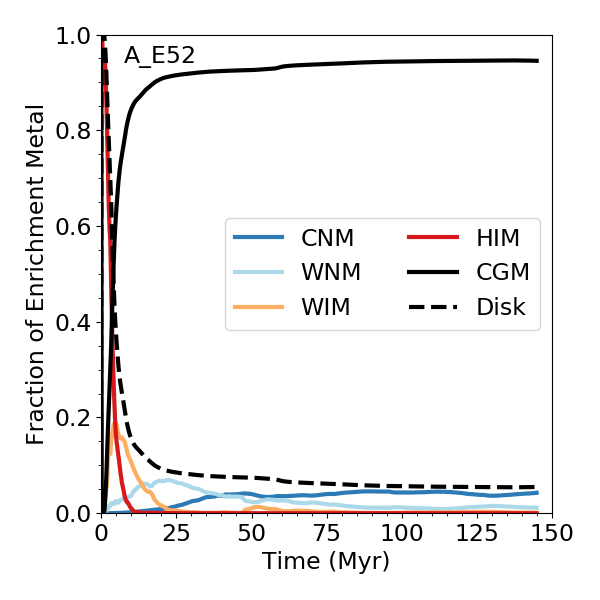 A_E52
Fraction of Enrichment Metal
1.0
0.8
0.6
0.4
0.2
0.0
CNM HIM
WNM CGM
WIM Disk
0 25 50 75 100 125 150
Time (Myr)